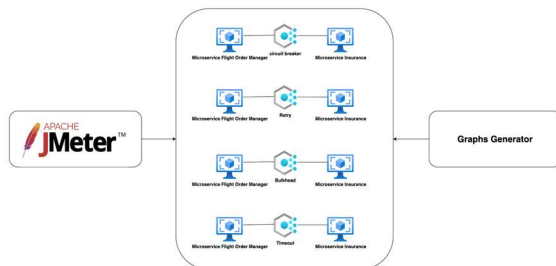 circuit breaker
Microservice Flight Order Manager
Microservice Insurance
Retry
Microservice Flight Order Manager
Microservice Insurance
APACHE
JMeter™
Graphs Generator
Bulkhead
Microservice Flight Order Manager
Microservice Insurance
Timeout
Microservice Flight Order Manager
Microservice Insurance